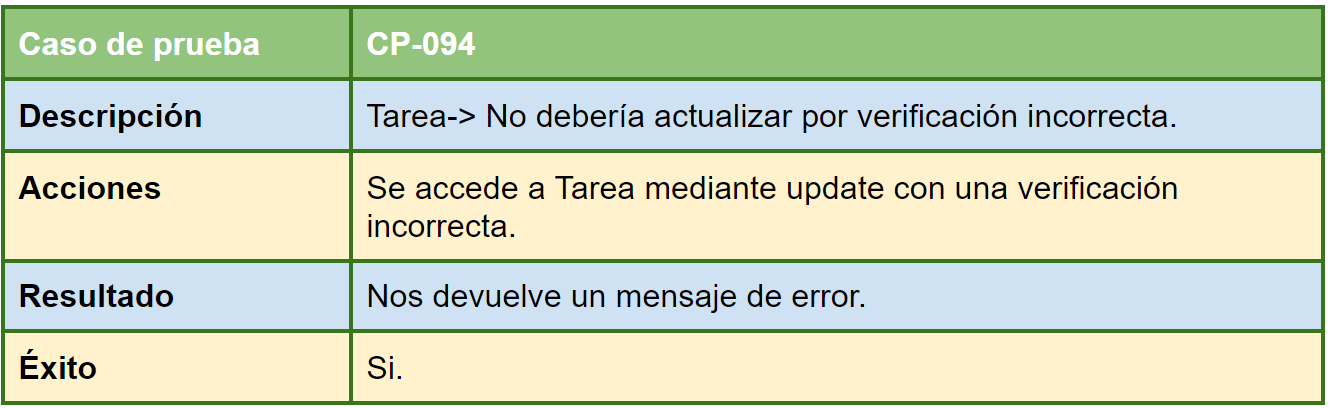 Caso de prueba CP-094
Descripción Tarea-> No debería actualizar por verificación incorrecta.
Acciones Se accede a Tarea mediante update con una verificación
incorrecta.
Resultado Nos devuelve un mensaje de error.
Éxito Si.